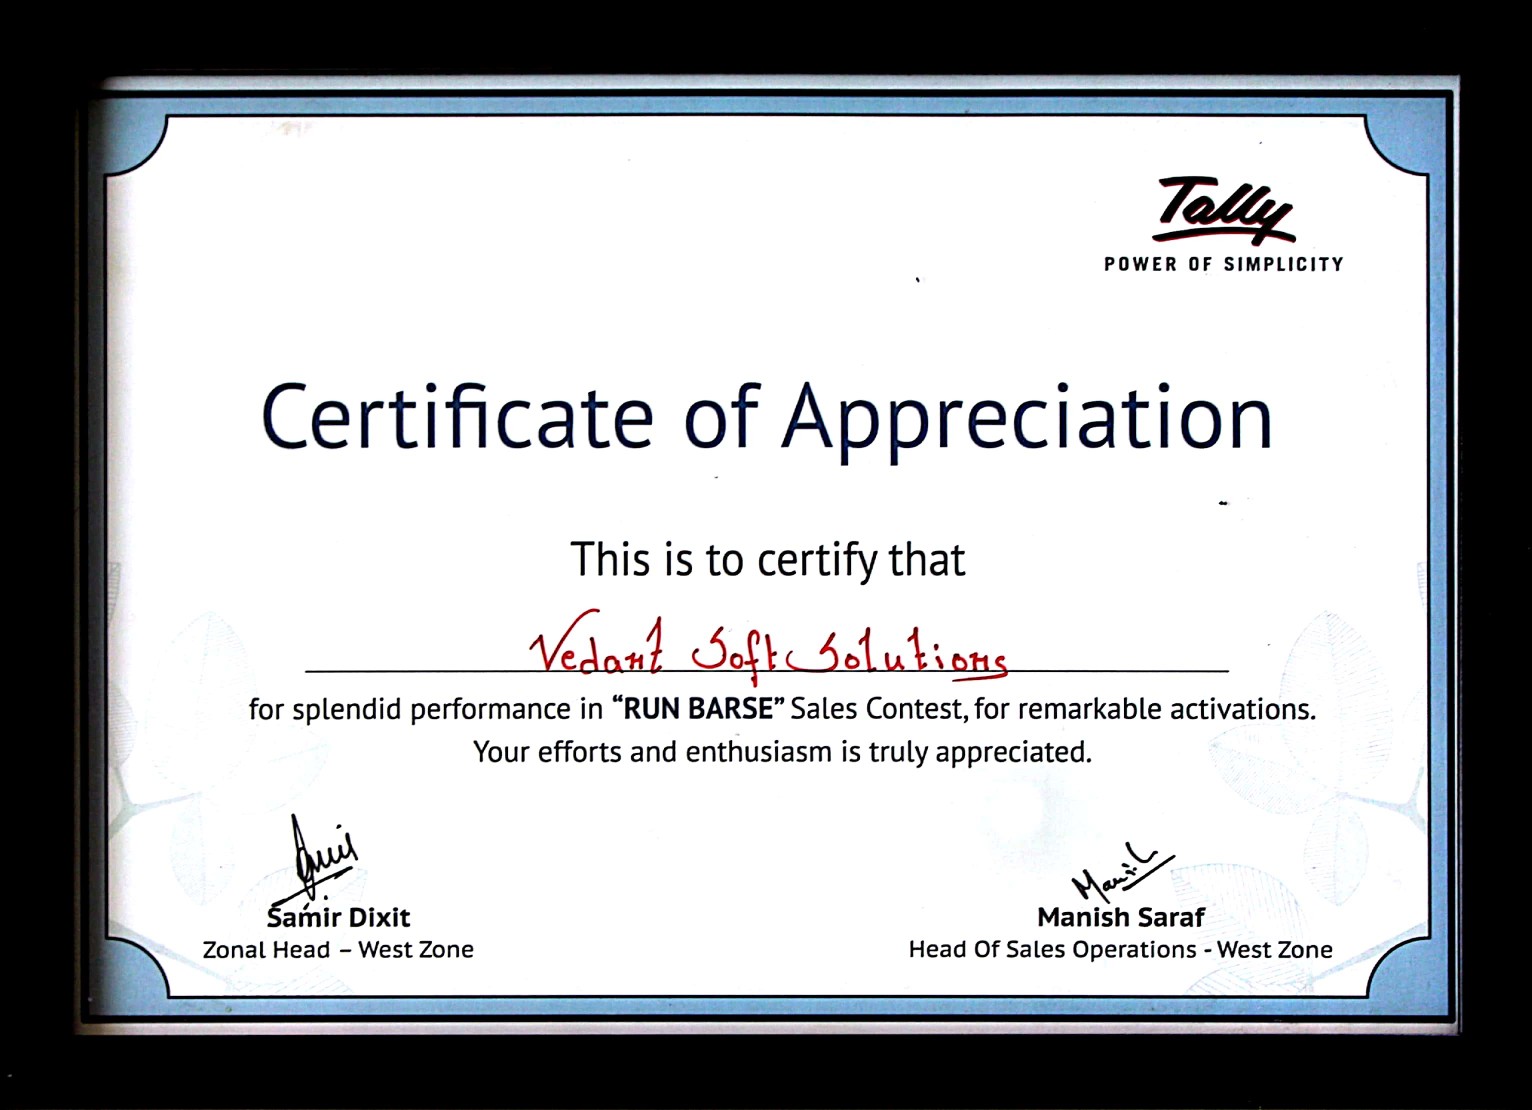 Tally
POWER OF SIMPLICITY
Certificate of Appreciation
This is to certify that
Vedant Soft Solutions
for splendid performance in “RUN BARSE” Sales Contest, for remarkable activations.
Your efforts and enthusiasm is truly appreciated.
Samir Dixit
Zonal Head – West Zone
Manish
Manish Saraf
Head Of Sales Operations - West Zone